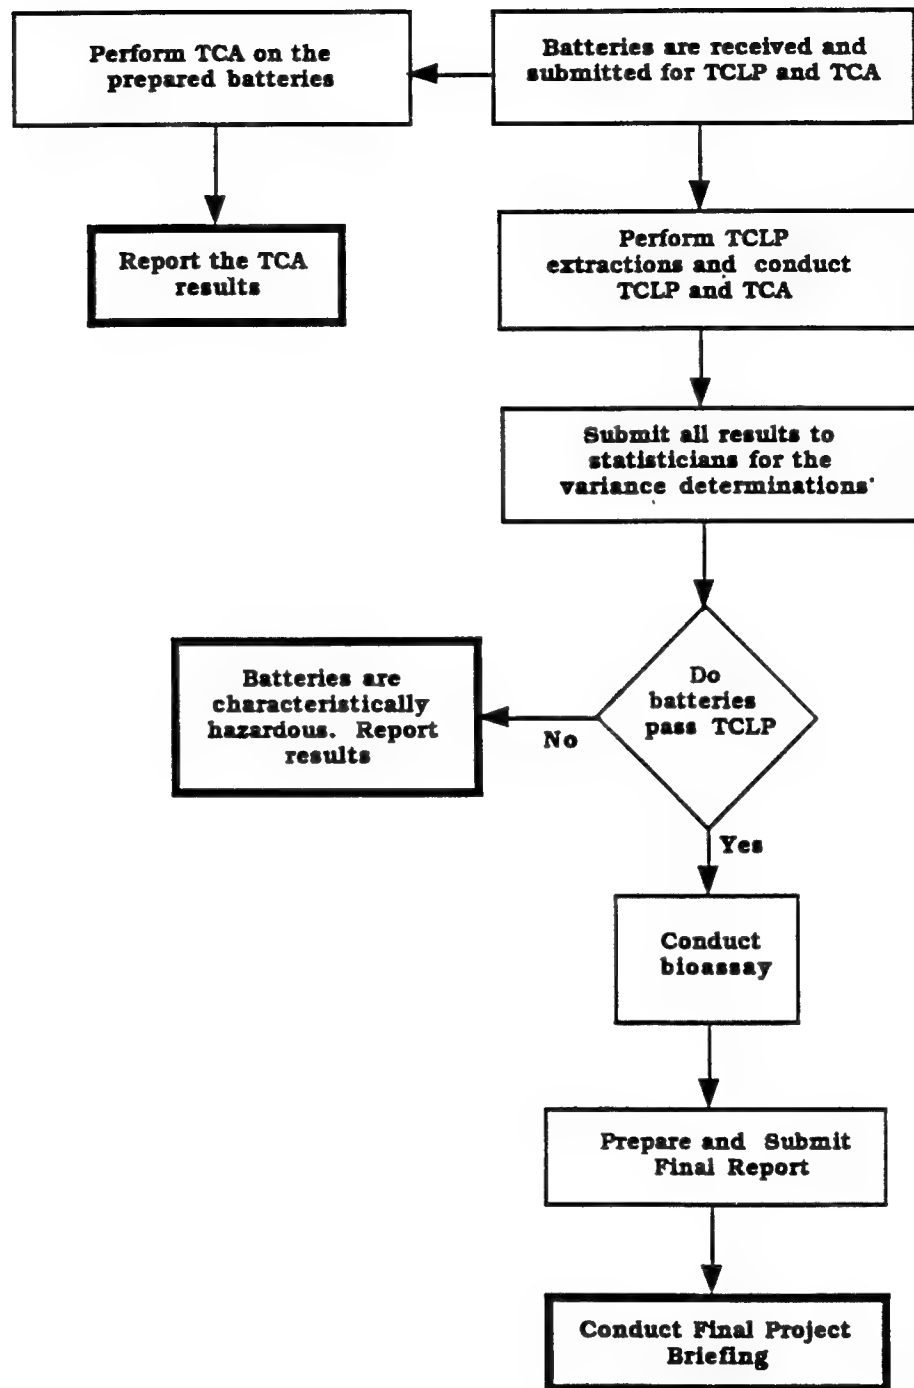 Perform TCA on the
prepared batteries
Batteries are received and
submitted for TCLP and TCA
Report the TCA
results
Perform TCLP
extractions and conduct
TCLP and TCA
Submit all results to
statisticians for the
variance determinations
Do
batteries
pass TCLP
No
Batteries are
characteristically
hazardous. Report
results
Yes
Conduct
bioassay
Prepare and Submit
Final Report
Conduct Final Project
Briefing